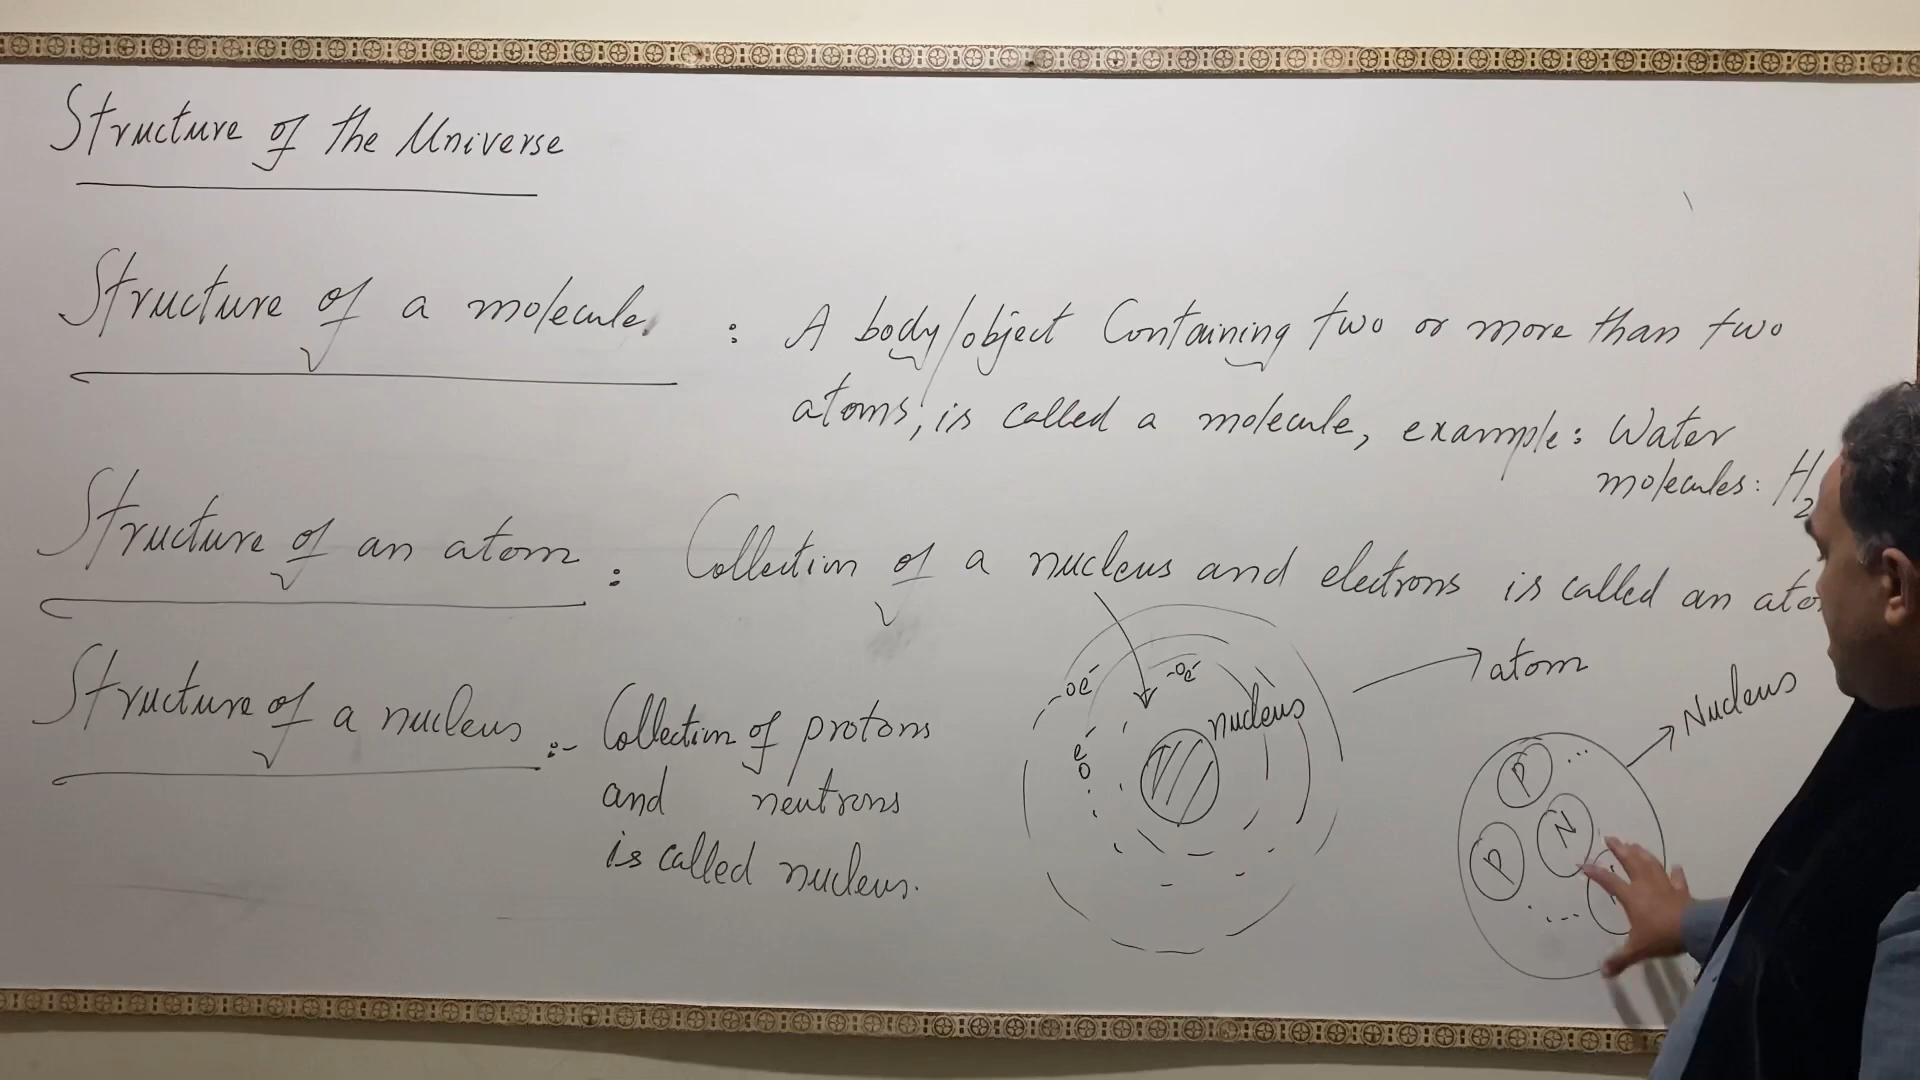 Structure of the Universe
Structure of a molecule : A body/object Containing two or more than two
atoms, is called a molecule, example: Water
molecules: H2
Structure of an atom : Collection of a nucleus and electrons is called an ato
Structure of a nucleus :- Collection of protons
and neutrons
is called nucleus.
-oe-
-oe-
e-
o
nucleus
atom
Nucleus
P
N
P